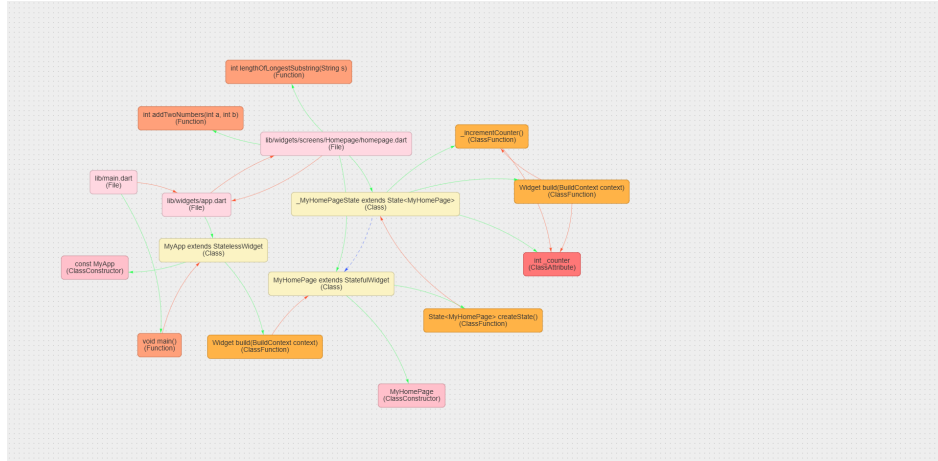 int lengthOfLongestSubstring(String s)
(Function)
int addTwoNumbers(int a, int b)
(Function)
lib/widgets/screens/Homepage/homepage.dart
(File)
_incrementCounter()
(ClassFunction)
lib/main.dart
(File)
lib/widgets/app.dart
(File)
_MyHomePageState extends State<MyHomePage>
(Class)
Widget build(BuildContext context)
(ClassFunction)
MyApp extends StatelessWidget
(Class)
const MyApp
(ClassConstructor)
int _counter
(ClassAttribute)
MyHomePage extends StatefulWidget
(Class)
State<MyHomePage> createState()
(ClassFunction)
void main()
(Function)
Widget build(BuildContext context)
(ClassFunction)
MyHomePage
(ClassConstructor)